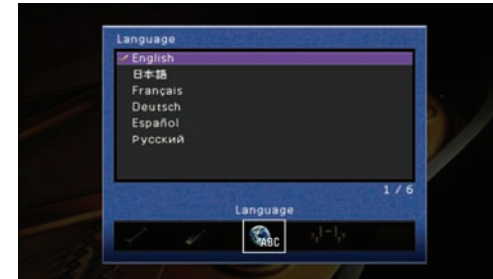 Language
English
日本語
Français
Deutsch
Español
Русский
1 / 6
Language
ABC